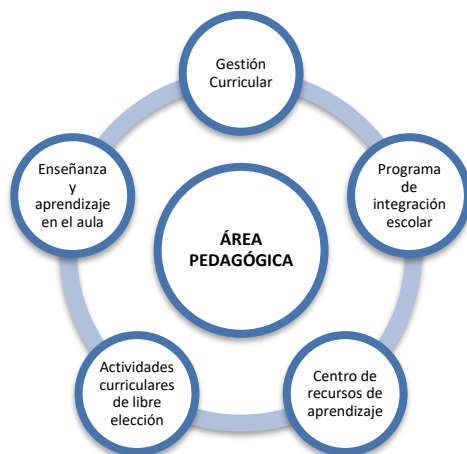 Gestión
Curricular
Programa
de
integración
escolar
Centro de
recursos de
aprendizaje
Actividades
curriculares
de libre
elección
Enseñanza
y
aprendizaje
en el aula
ÁREA
PEDAGÓGICA